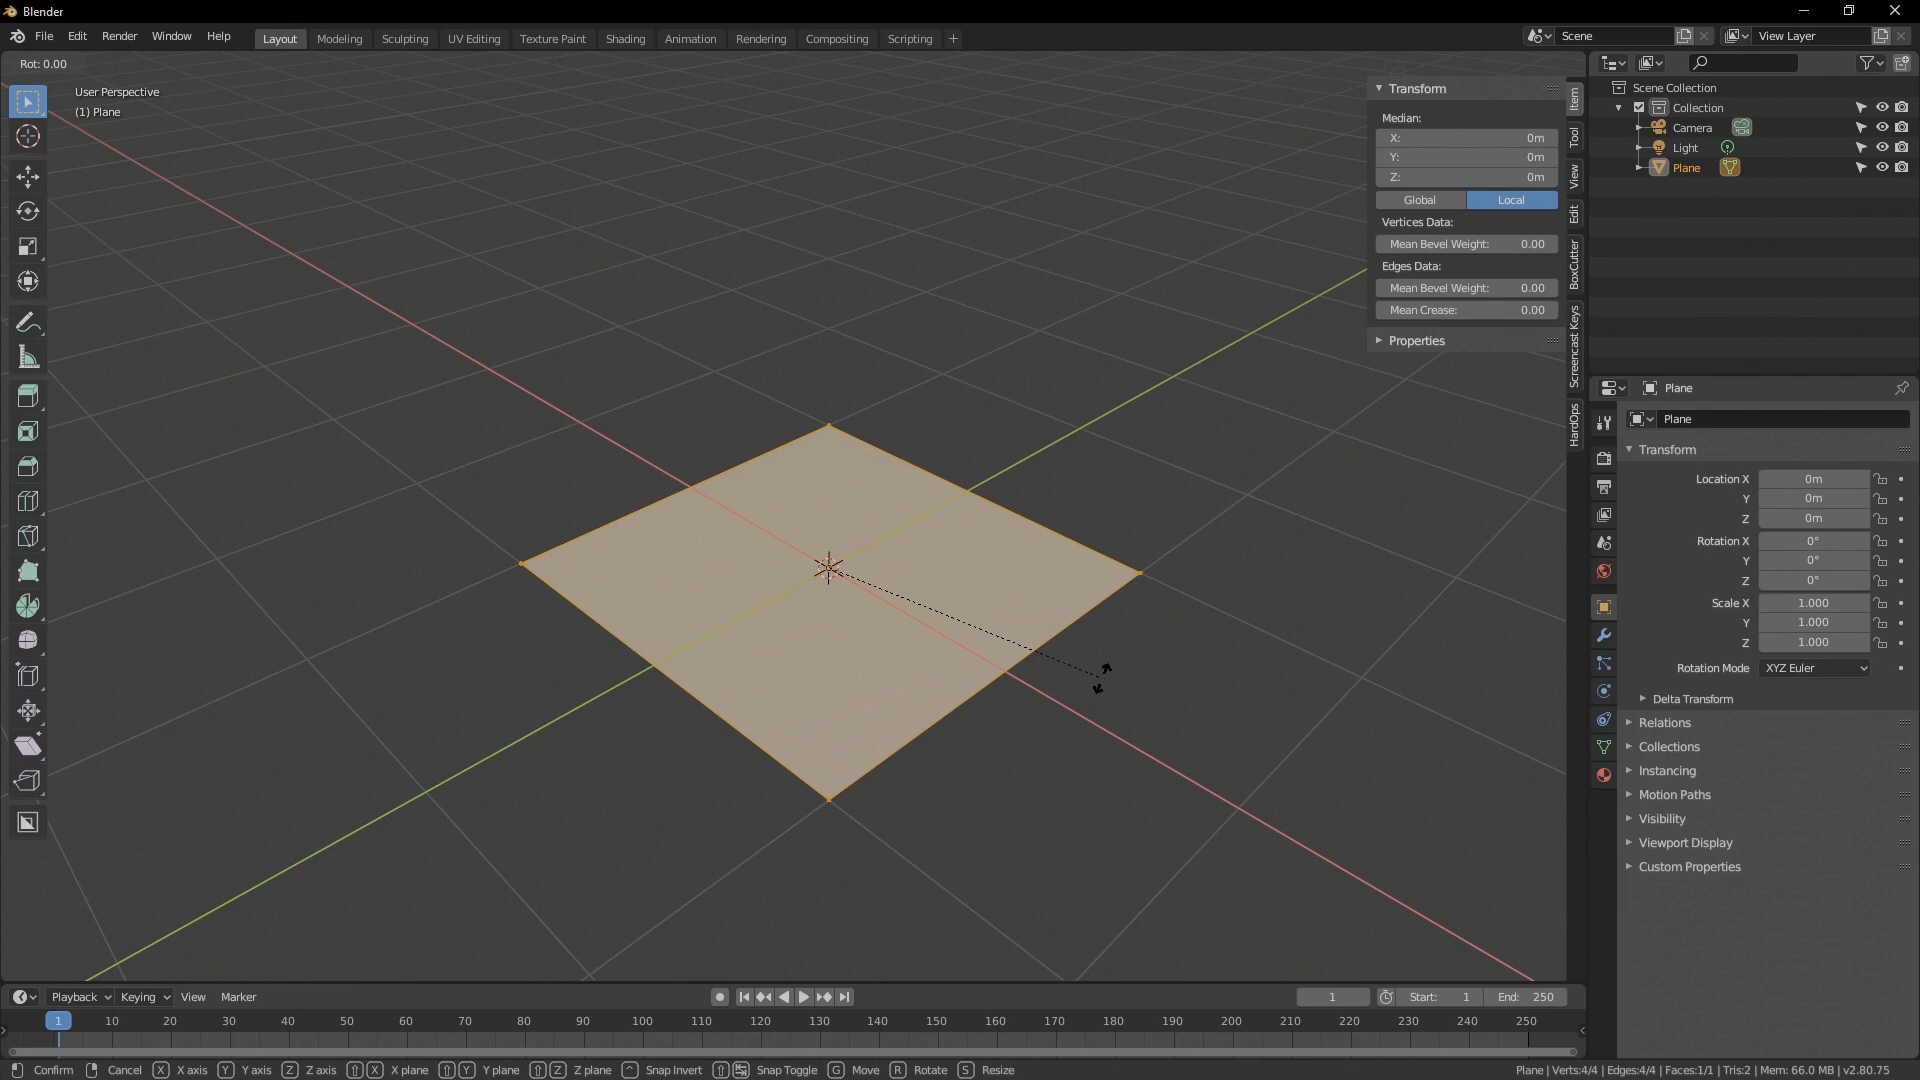 Blender
File Edit Render Window Help Layout Modeling Sculpting UV Editing Texture Paint Shading Animation Rendering Compositing Scripting + Scene View Layer
Rot: 0.00
User Perspective
(1) Plane
Transform
Median:
X: 0m
Y: 0m
Z: 0m
Global Local
Vertices Data:
Mean Bevel Weight: 0.00
Edges Data:
Mean Bevel Weight: 0.00
Mean Crease: 0.00
Properties
Item
Tool
View
Edit
BoxCutter
Screencast Keys
HardOps
Scene Collection
Collection
Camera
Light
Plane
Plane
Plane
Transform
Location X 0m
Y 0m
Z 0m
Rotation X 0°
Y 0°
Z 0°
Scale X 1.000
Y 1.000
Z 1.000
Rotation Mode XYZ Euler
Delta Transform
Relations
Collections
Instancing
Motion Paths
Visibility
Viewport Display
Custom Properties
Playback Keying View Marker 1 Start: 1 End: 250
1 10 20 30 40 50 60 70 80 90 100 110 120 130 140 150 160 170 180 190 200 210 220 230 240 250
Confirm Cancel X X axis Y Y axis Z Z axis X X plane Y Y plane Z Z plane ^ Snap Invert Snap Toggle G Move R Rotate S Resize Plane | Verts:4/4 | Edges:4/4 | Faces:1/1 | Tris:2 | Mem: 66.0 MB | v2.80.75